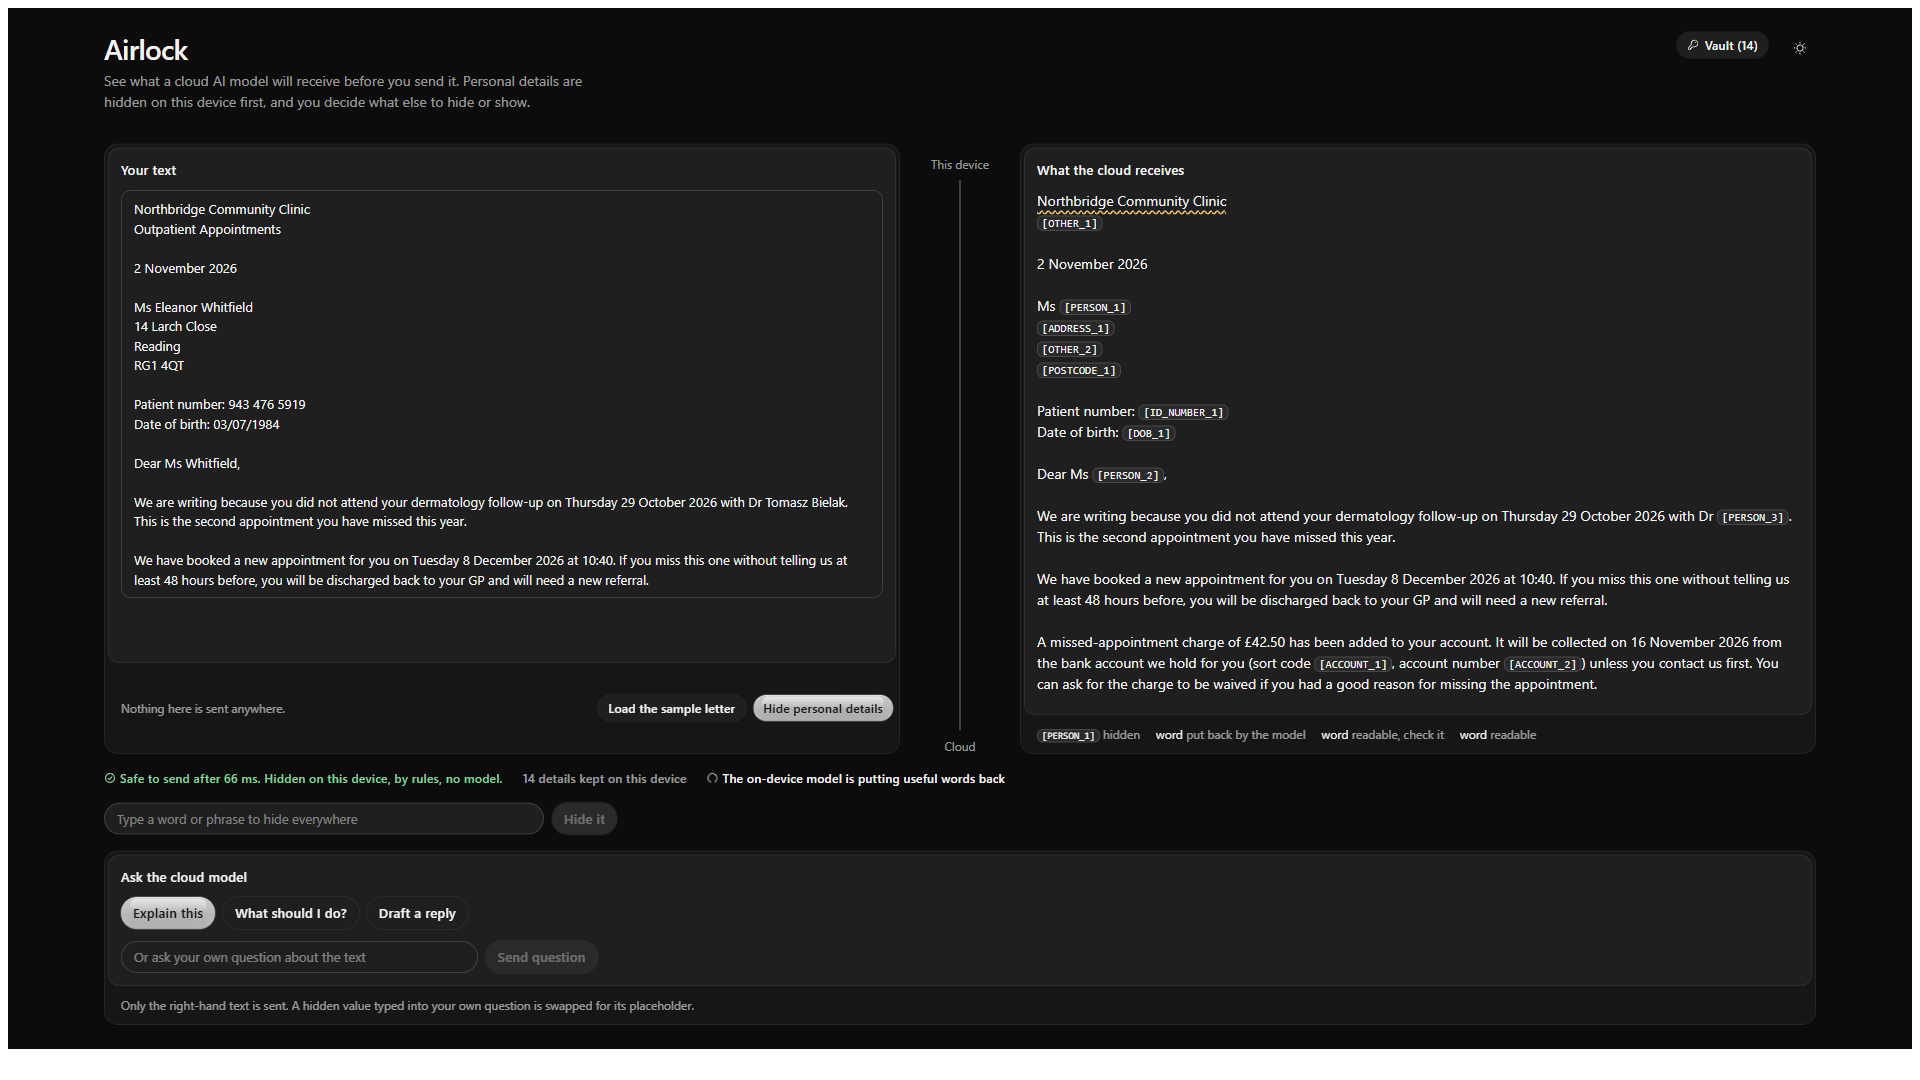 Airlock
See what a cloud AI model will receive before you send it. Personal details are
hidden on this device first, and you decide what else to hide or show.
Vault (14)
Your text
Northbridge Community Clinic
Outpatient Appointments
2 November 2026
Ms Eleanor Whitfield
14 Larch Close
Reading
RG1 4QT
Patient number: 943 476 5919
Date of birth: 03/07/1984
Dear Ms Whitfield,
We are writing because you did not attend your dermatology follow-up on Thursday 29 October 2026 with Dr Tomasz Bielak.
This is the second appointment you have missed this year.
We have booked a new appointment for you on Tuesday 8 December 2026 at 10:40. If you miss this one without telling us at
least 48 hours before, you will be discharged back to your GP and will need a new referral.
Nothing here is sent anywhere.
Load the sample letter
Hide personal details
This device
Cloud
What the cloud receives
Northbridge Community Clinic
[OTHER_1]
2 November 2026
Ms [PERSON_1]
[ADDRESS_1]
[OTHER_2]
[POSTCODE_1]
Patient number: [ID_NUMBER_1]
Date of birth: [DOB_1]
Dear Ms [PERSON_2],
We are writing because you did not attend your dermatology follow-up on Thursday 29 October 2026 with Dr [PERSON_3].
This is the second appointment you have missed this year.
We have booked a new appointment for you on Tuesday 8 December 2026 at 10:40. If you miss this one without telling us
at least 48 hours before, you will be discharged back to your GP and will need a new referral.
A missed-appointment charge of £42.50 has been added to your account. It will be collected on 16 November 2026 from
the bank account we hold for you (sort code [ACCOUNT_1], account number [ACCOUNT_2]) unless you contact us first. You
can ask for the charge to be waived if you had a good reason for missing the appointment.
[PERSON_1] hidden word put back by the model word readable, check it word readable
Safe to send after 66 ms. Hidden on this device, by rules, no model. 14 details kept on this device The on-device model is putting useful words back
Type a word or phrase to hide everywhere
Hide it
Ask the cloud model
Explain this
What should I do?
Draft a reply
Or ask your own question about the text
Send question
Only the right-hand text is sent. A hidden value typed into your own question is swapped for its placeholder.